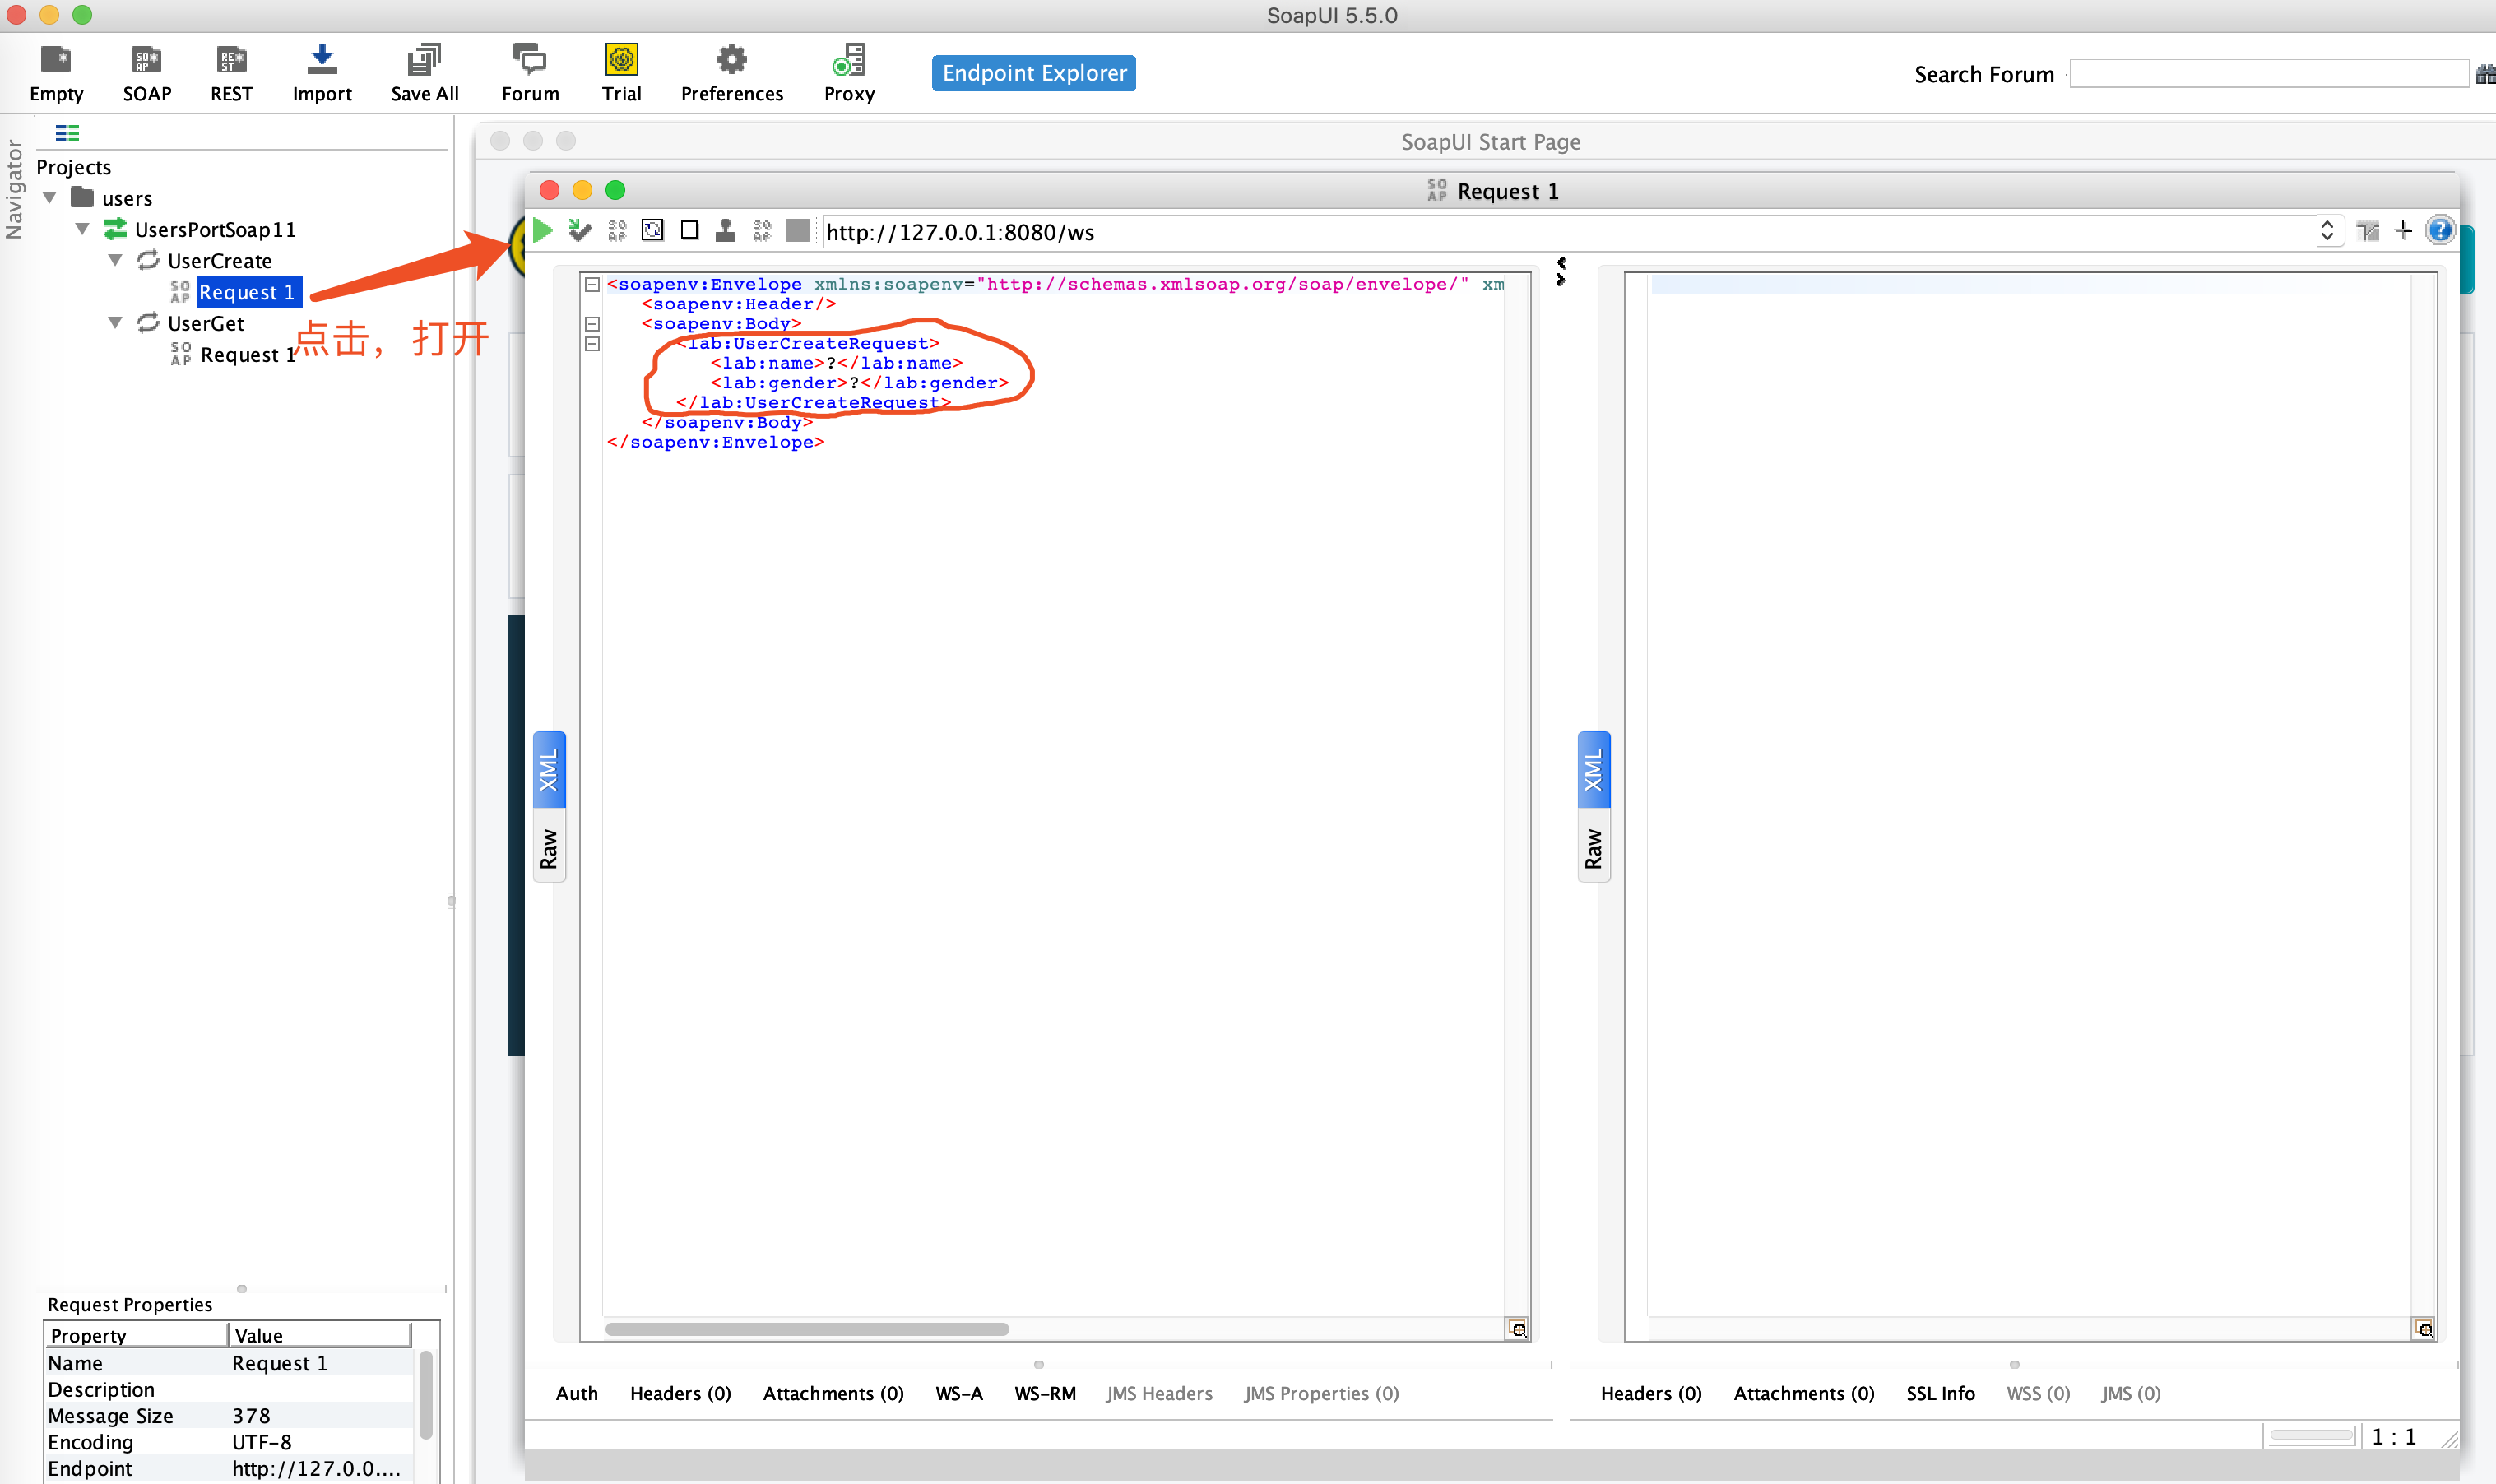 SoapUI 5.5.0
Empty SOAP REST Import Save All Forum Trial Preferences Proxy Endpoint Explorer Search Forum
Navigator
Projects
users
UsersPortSoap11
UserCreate
Request 1
UserGet
Request 1
点击，打开
SoapUI Start Page
Request 1
http://127.0.0.1:8080/ws
<soapenv:Envelope xmlns:soapenv="http://schemas.xmlsoap.org/soap/envelope/" xm
<soapenv:Header/>
<soapenv:Body>
<lab:UserCreateRequest>
<lab:name>?</lab:name>
<lab:gender>?</lab:gender>
</lab:UserCreateRequest>
</soapenv:Body>
</soapenv:Envelope>
XML
Raw
XML
Raw
Auth Headers (0) Attachments (0) WS-A WS-RM JMS Headers JMS Properties (0)
Headers (0) Attachments (0) SSL Info WSS (0) JMS (0)
1 : 1
Request Properties
Property Value
Name Request 1
Description
Message Size 378
Encoding UTF-8
Endpoint http://127.0.0....